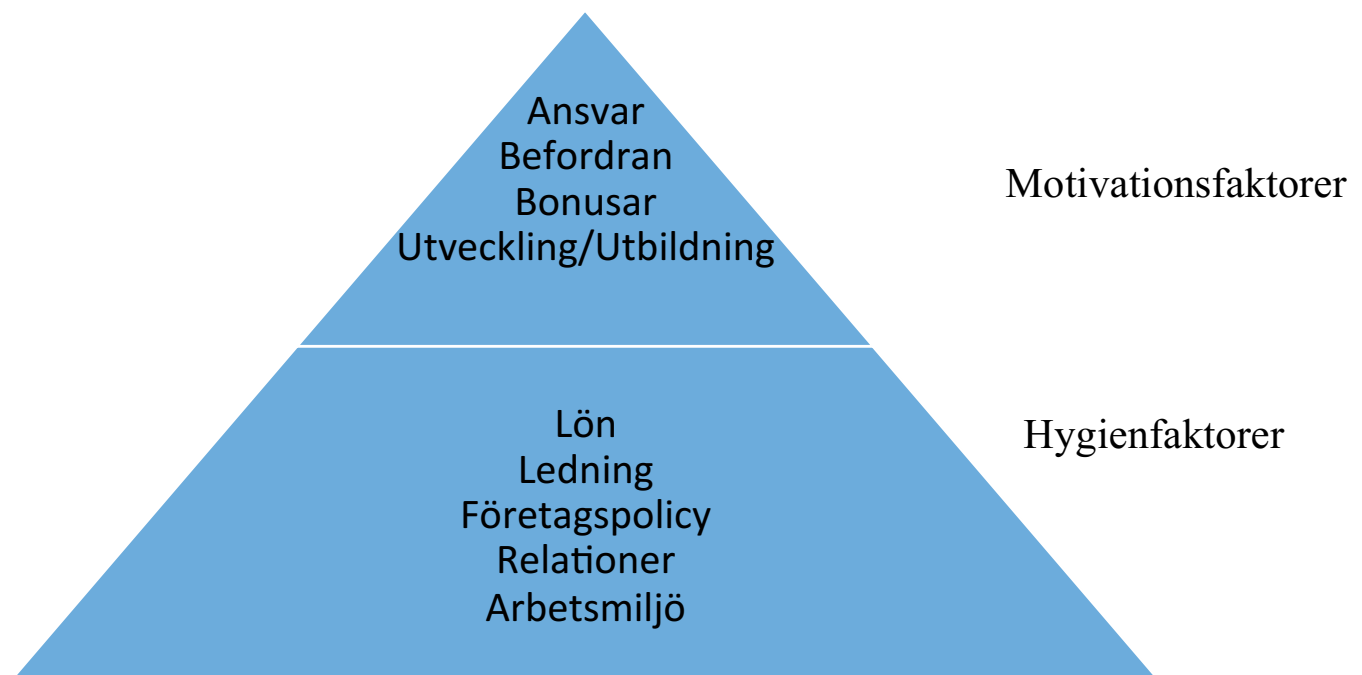 Ansvar
Befordran
Bonusar
Utveckling/Utbildning
Motivationsfaktorer
Lön
Ledning
Företagspolicy
Relationer
Arbetsmiljö
Hygienfaktorer